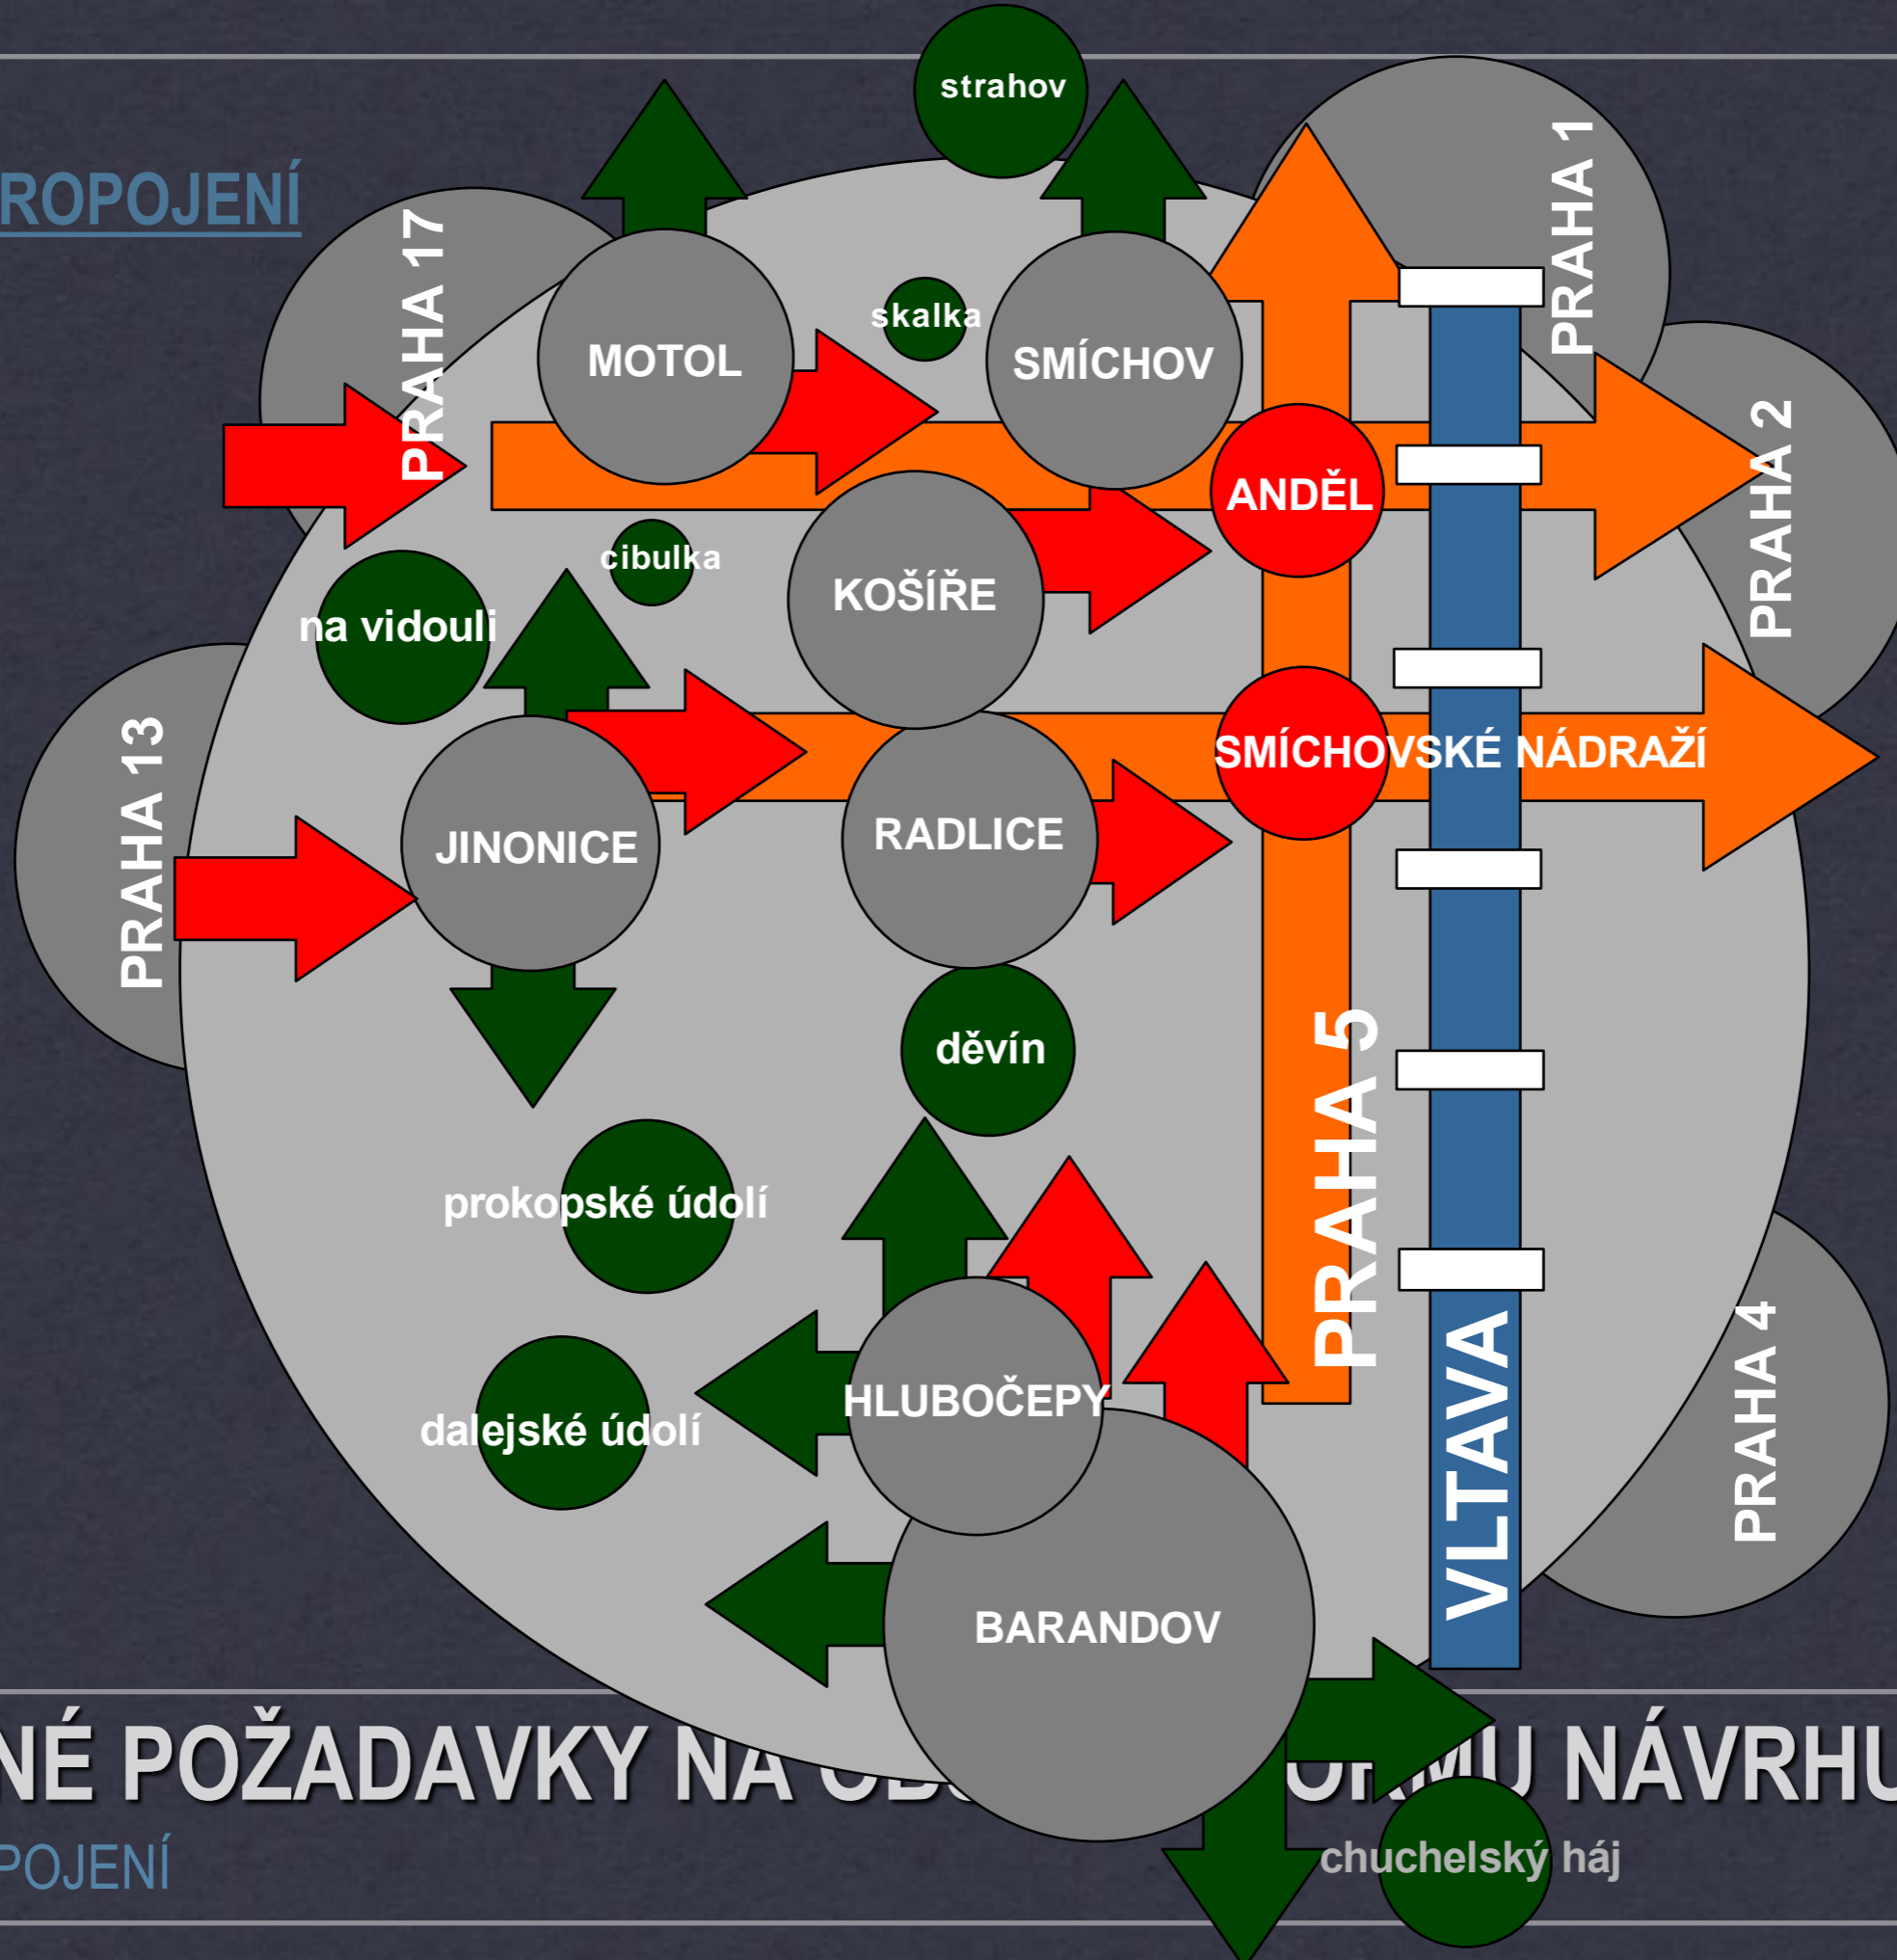 strahov
PRAHA 1
ROPOJENÍ
PRAHA 17
skalka
MOTOL
SMÍCHOV
PRAHA 2
ANDĚL
cibulka
KOŠÍŘE
na vidouli
SMÍCHOVSKÉ NÁDRAŽÍ
PRAHA 13
JINONICE
RADLICE
děvín
PRAHA 5
prokopské údolí
HLUBOČEPY
dalejské údolí
PRAHA 4
VLTAVA
BARANDOV
NÉ POŽADAVKY NA NÁVRHU
POJENÍ
chuchelský háj